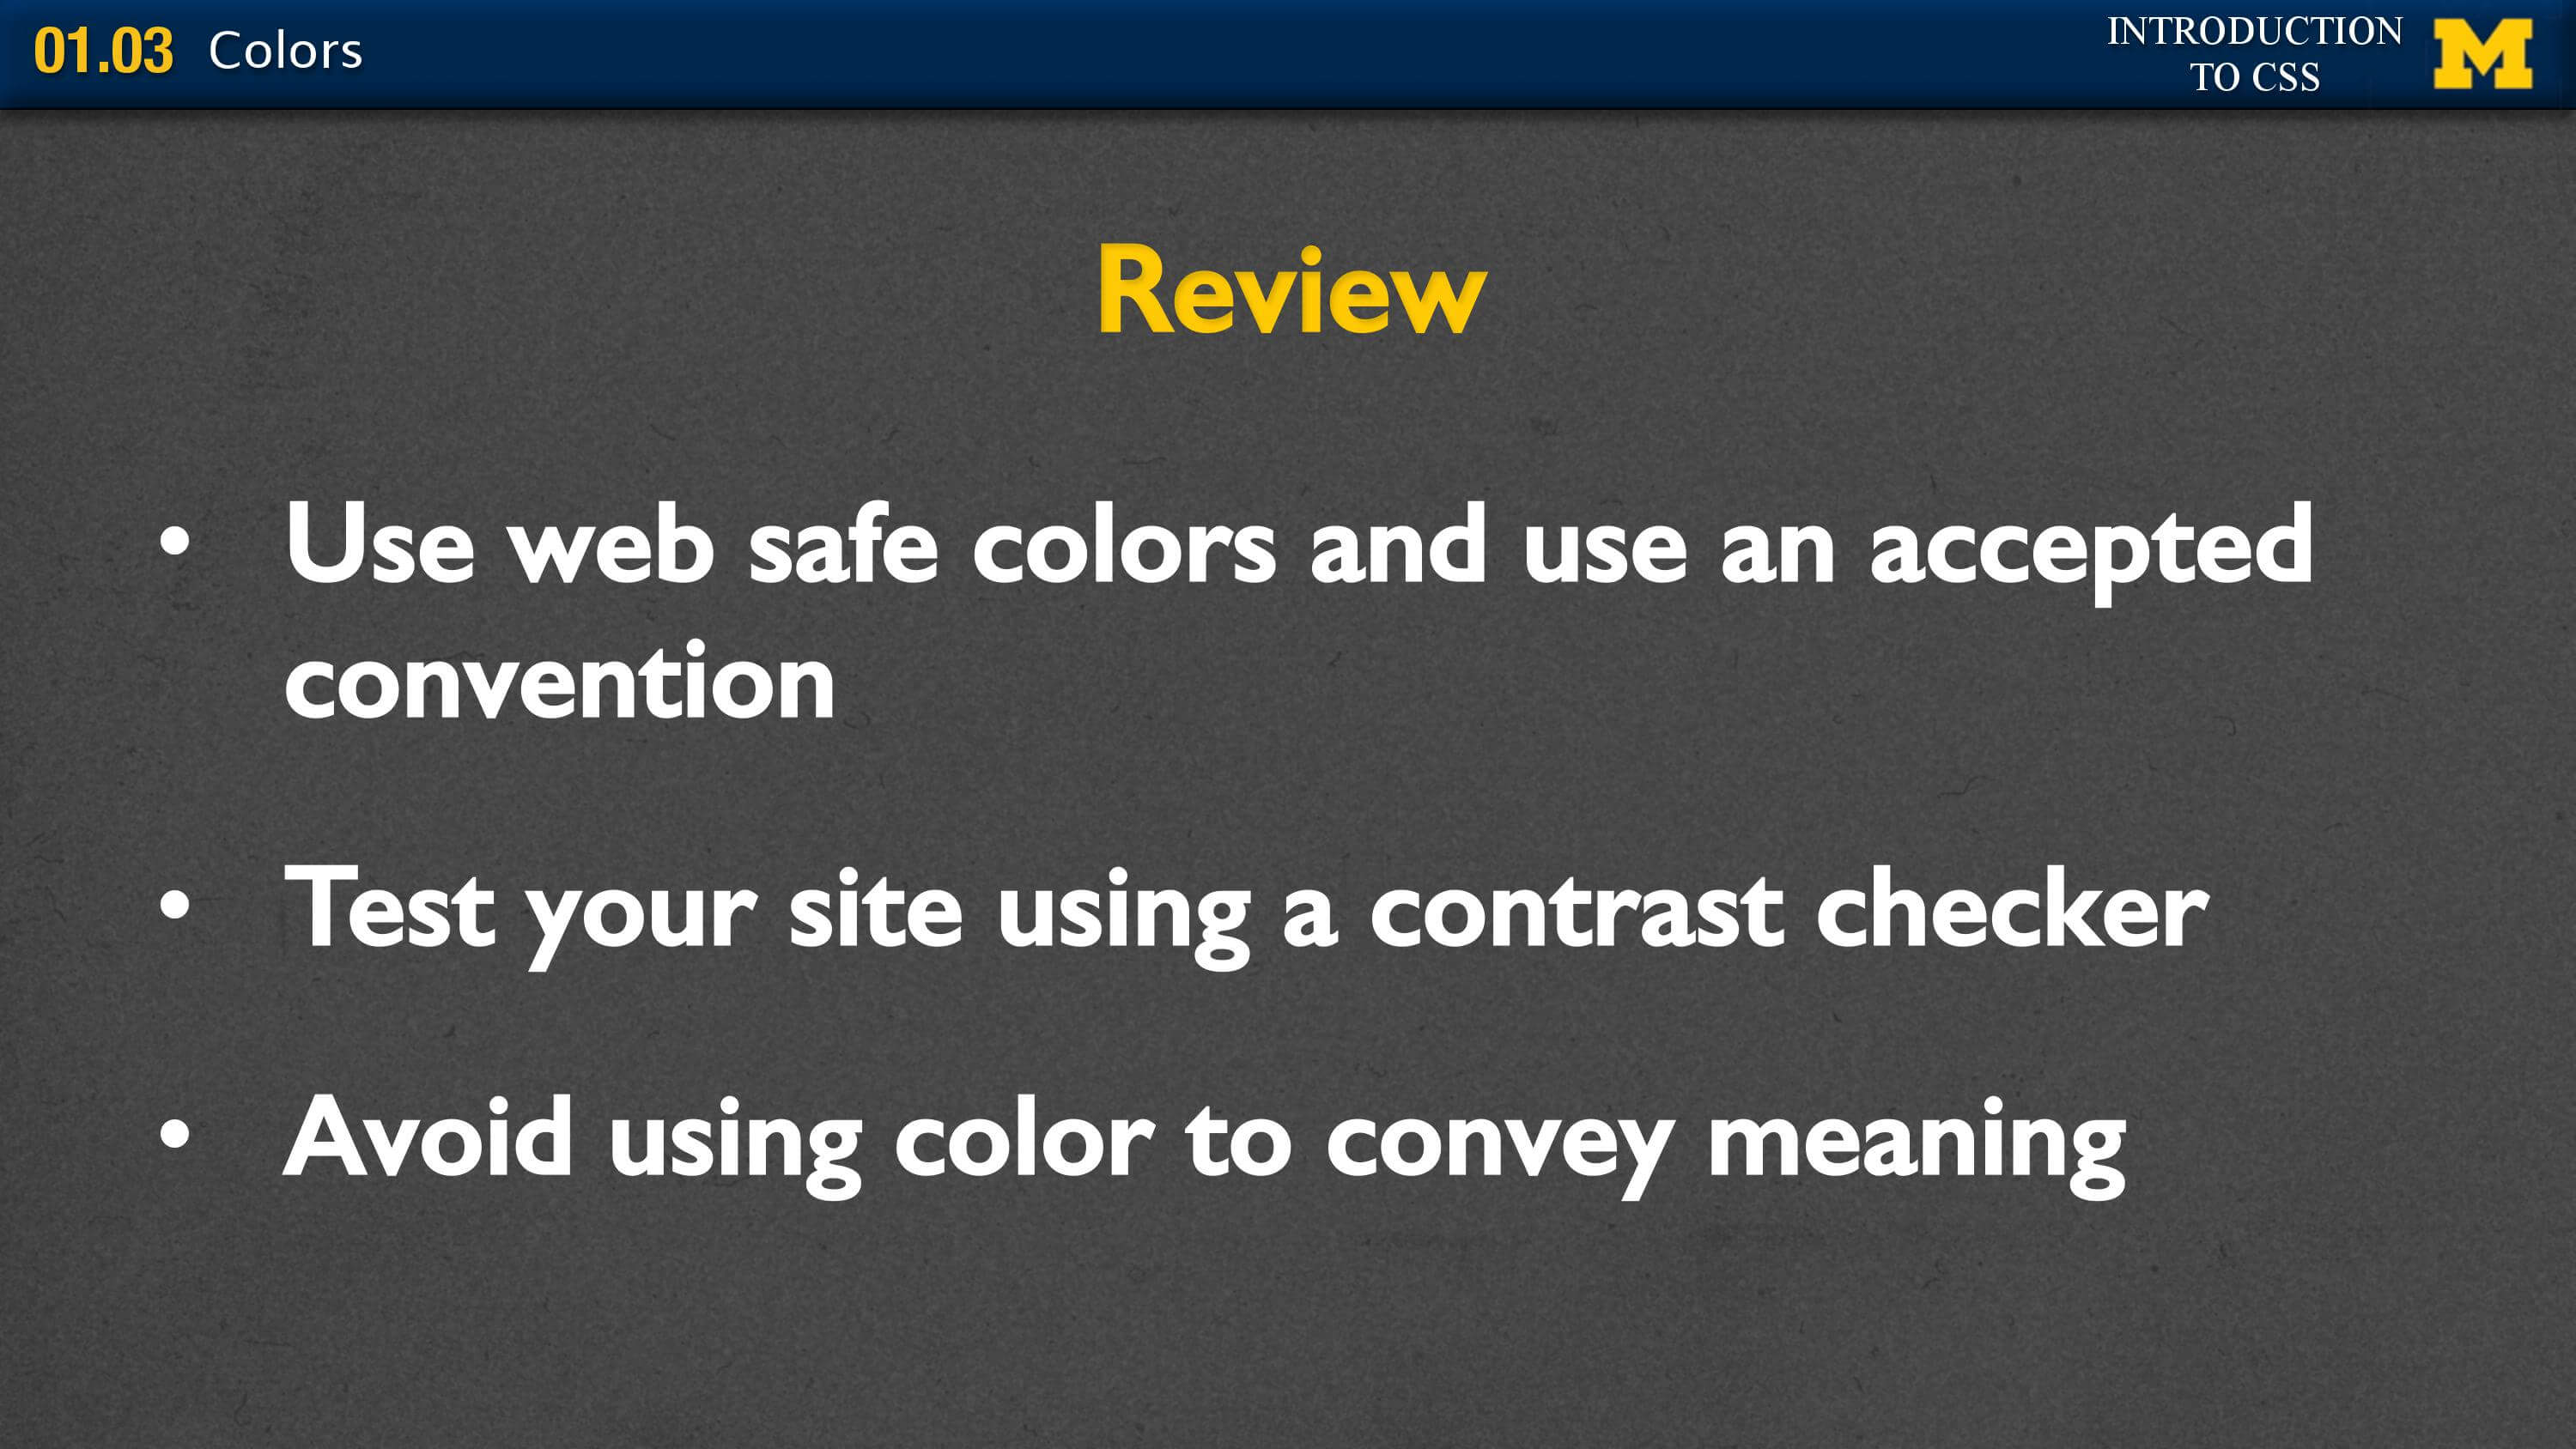 01.03 Colors
INTRODUCTION
TO CSS
M
Review
• Use web safe colors and use an accepted
convention
• Test your site using a contrast checker
• Avoid using color to convey meaning